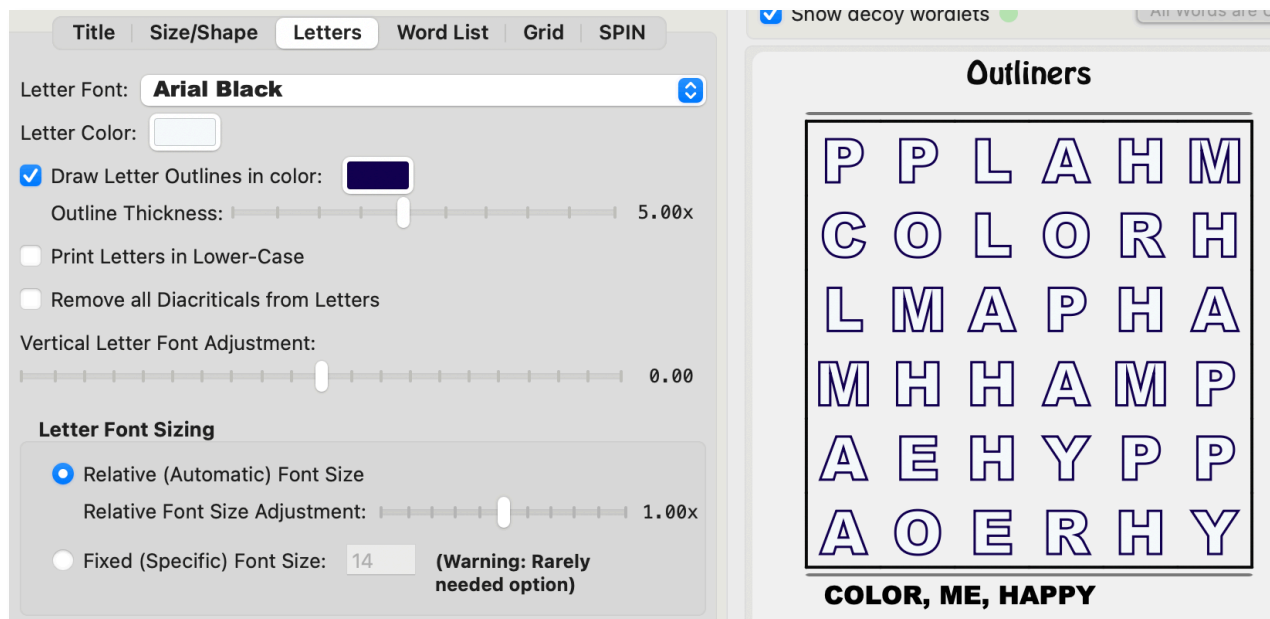 Title Size/Shape Letters Word List Grid SPIN
Letter Font: Arial Black
Letter Color:
Draw Letter Outlines in color:
Outline Thickness: 5.00x
Print Letters in Lower-Case
Remove all Diacriticals from Letters
Vertical Letter Font Adjustment:
0.00
Letter Font Sizing
Relative (Automatic) Font Size
Relative Font Size Adjustment: 1.00x
Fixed (Specific) Font Size: 14 (Warning: Rarely
needed option)
Show decoy wordlets
All Words are
Outliners
P P L A H M
C O L O R H
L M A P H A
M H H A M P
A E H Y P P
A O E R H Y
COLOR, ME, HAPPY